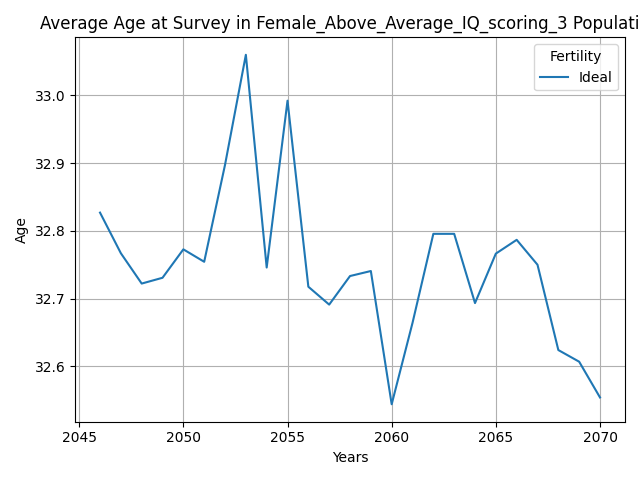 Average Age at Survey in Female_Above_Average_IQ_scoring_3 Populati
Fertility
Ideal
33.0
32.9
32.8
32.7
32.6
Age
2045 2050 2055 2060 2065 2070
Years